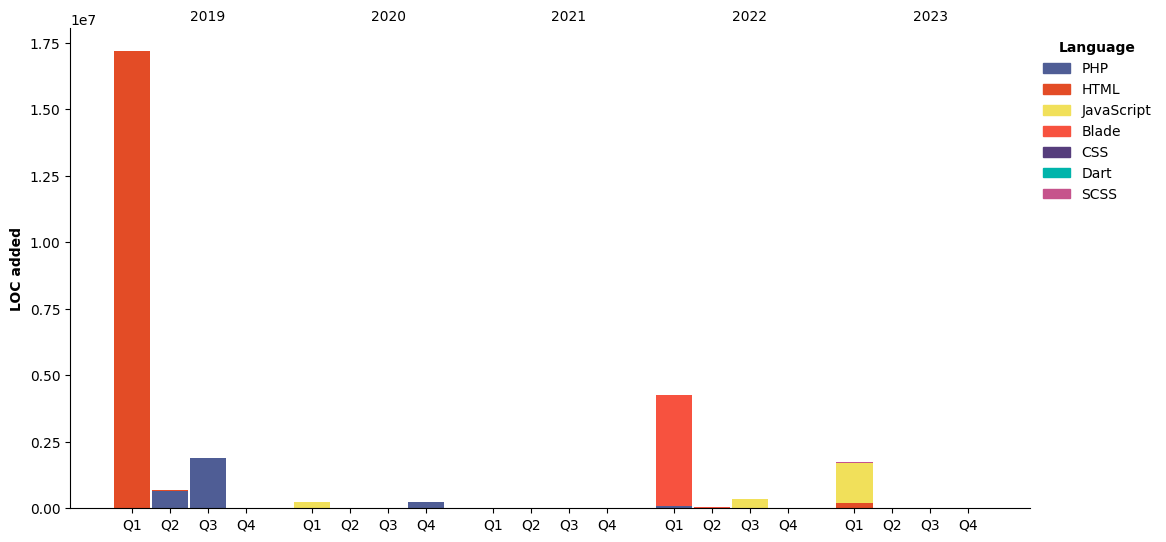 1e7
2019 2020 2021 2022 2023
1.75
1.50
1.25
1.00
0.75
0.50
0.25
0.00
LOC added
Q1 Q2 Q3 Q4 Q1 Q2 Q3 Q4 Q1 Q2 Q3 Q4 Q1 Q2 Q3 Q4 Q1 Q2 Q3 Q4
Language
PHP
HTML
JavaScript
Blade
CSS
Dart
SCSS